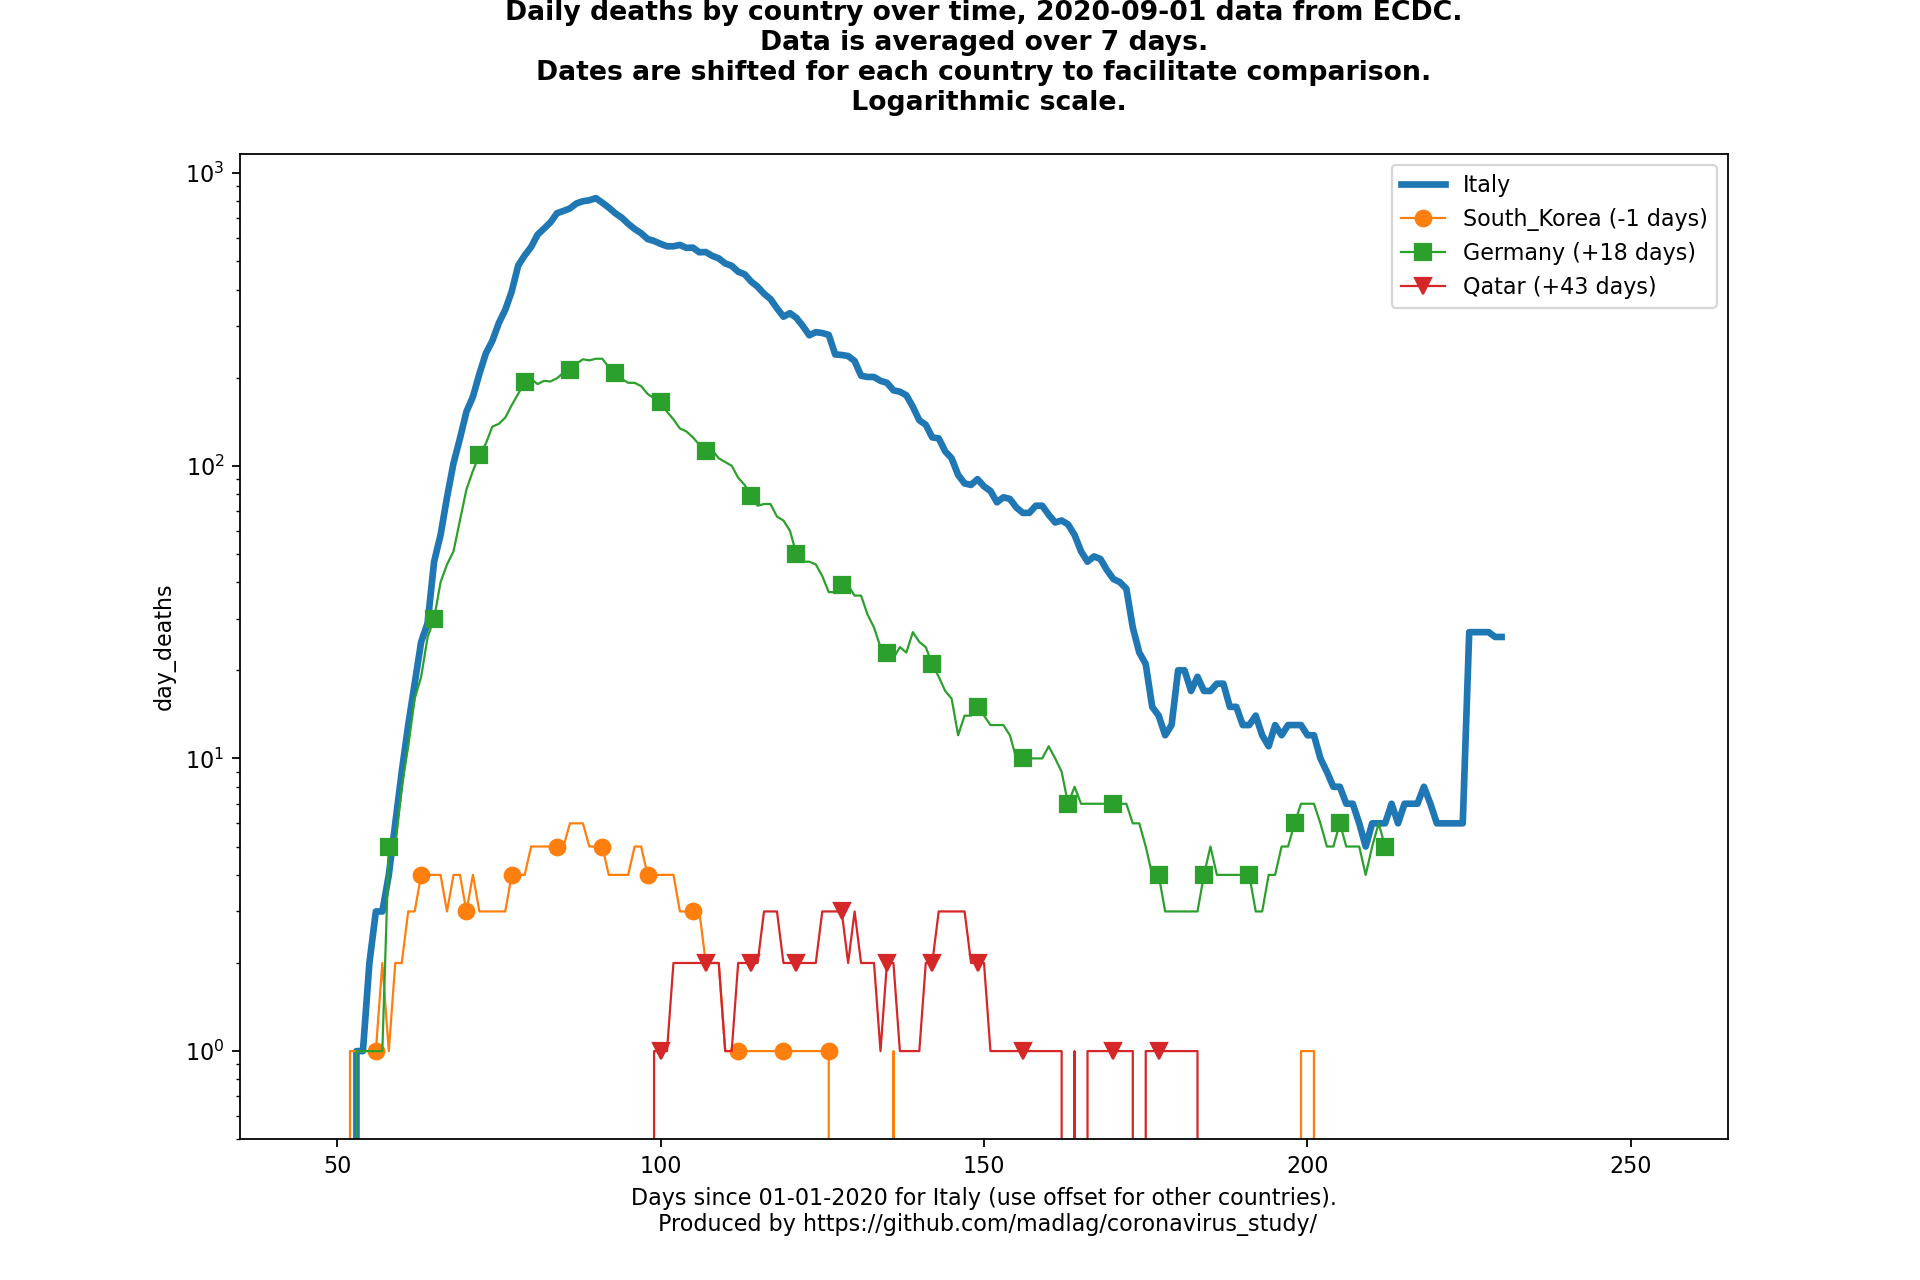 Daily deaths by country over time, 2020-09-01 data from ECDC.
Data is averaged over 7 days.
Dates are shifted for each country to facilitate comparison.
Logarithmic scale.
10³
10²
10¹
10⁰
day_deaths
Italy
South_Korea (-1 days)
Germany (+18 days)
Qatar (+43 days)
50 100 150 200 250
Days since 01-01-2020 for Italy (use offset for other countries).
Produced by https://github.com/madlag/coronavirus_study/